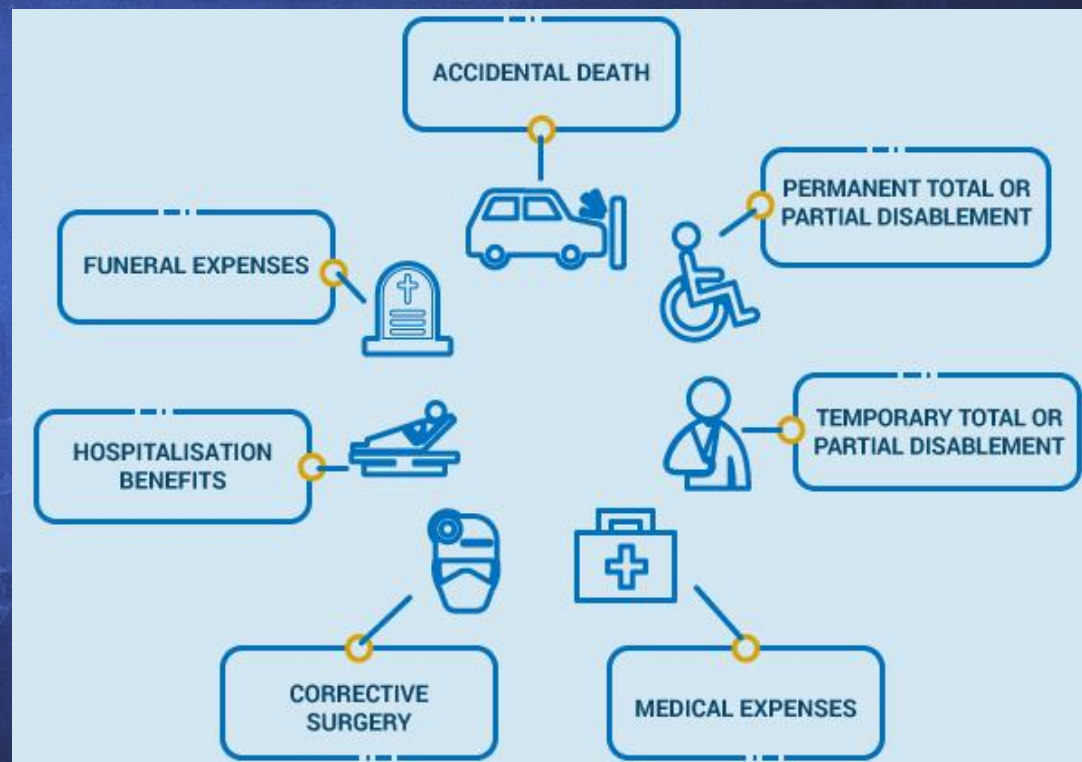 ACCIDENTAL DEATH
PERMANENT TOTAL OR
PARTIAL DISABLEMENT
FUNERAL EXPENSES
TEMPORARY TOTAL OR
PARTIAL DISABLEMENT
HOSPITALISATION
BENEFITS
CORRECTIVE
SURGERY
MEDICAL EXPENSES